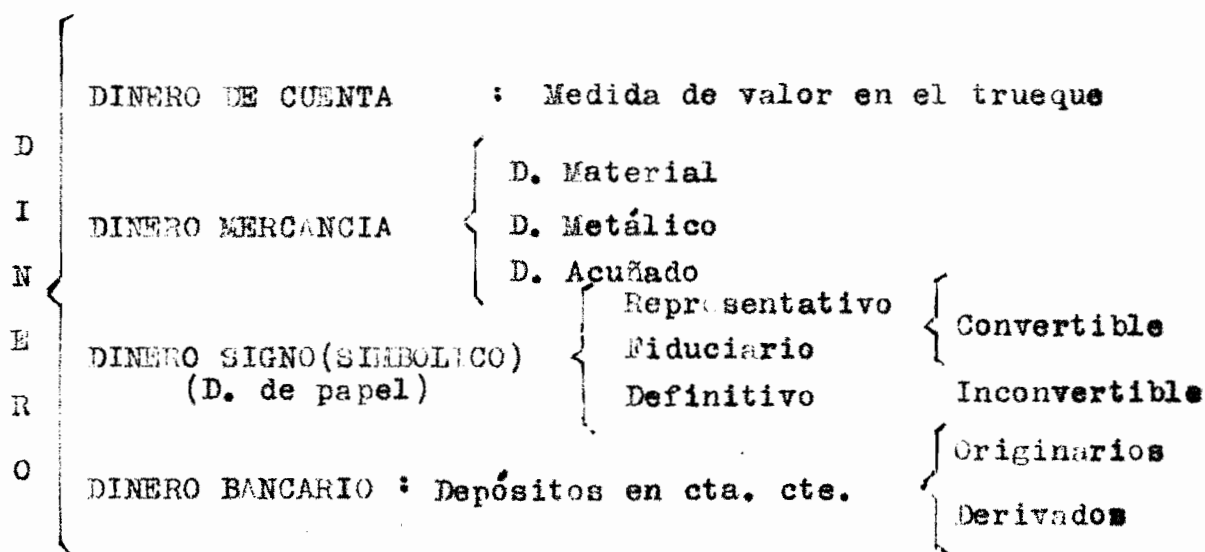 DINERO
DINERO DE CUENTA : Medida de valor en el trueque
DINERO MERCANCIA
D. Material
D. Metálico
D. Acuñado
DINERO SIGNO(SIMBOLICO)
(D. de papel)
Representativo
Fiduciario
Definitivo
Convertible
Inconvertible
DINERO BANCARIO : Depósitos en cta. cte.
Originarios
Derivados